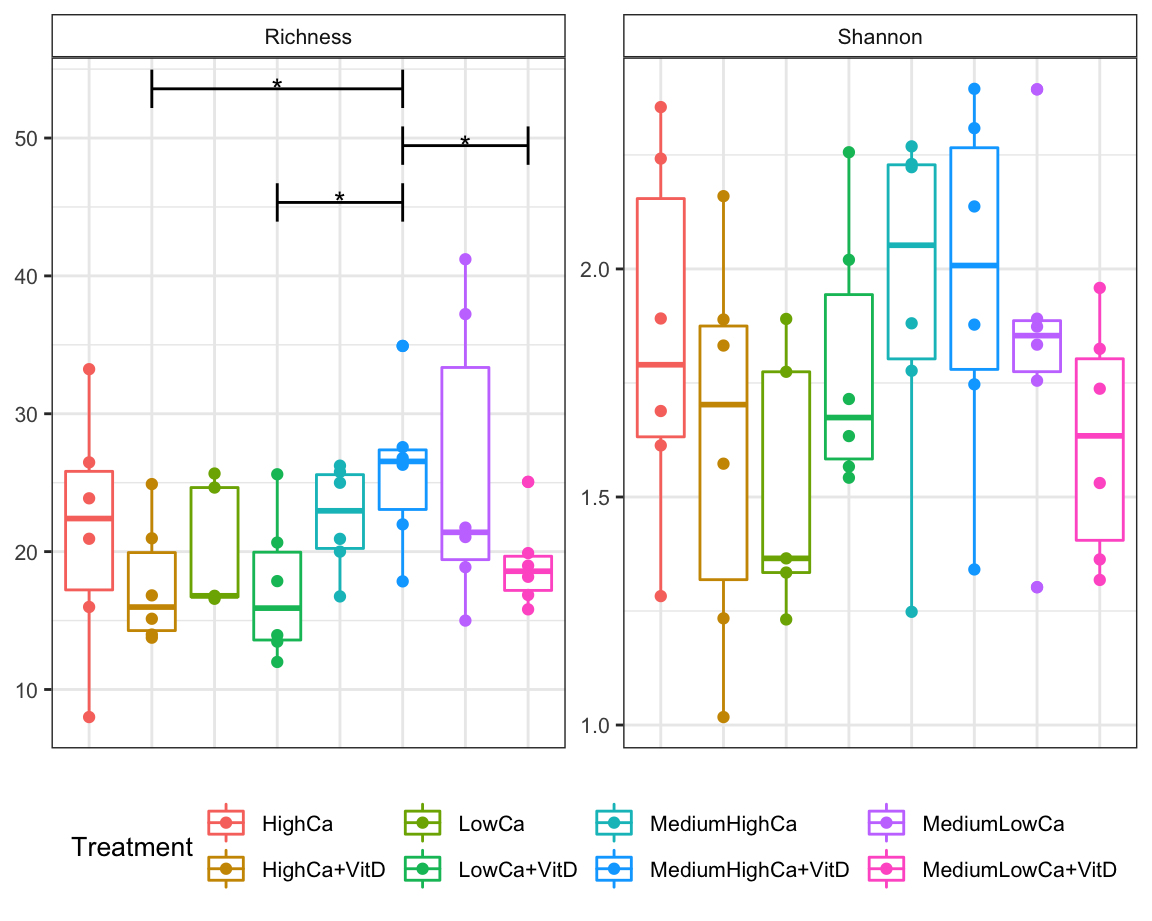 Richness Shannon
*
50
*
*
40
2.0
30
1.5
20
10
1.0
Treatment
HighCa LowCa MediumHighCa MediumLowCa
HighCa+VitD LowCa+VitD MediumHighCa+VitD MediumLowCa+VitD